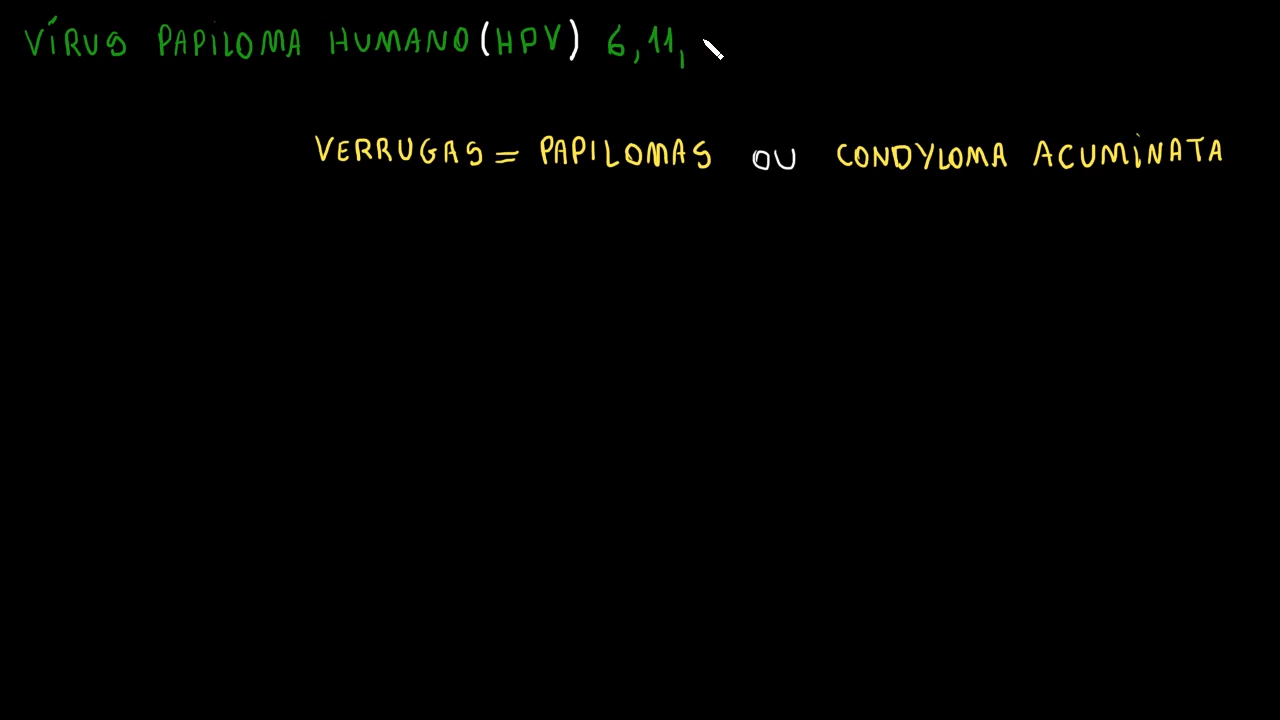 VÍRUS PAPILOMA HUMANO (HPV) 6, 11,
VERRUGAS = PAPILOMAS OU CONDYLOMA ACUMINATA